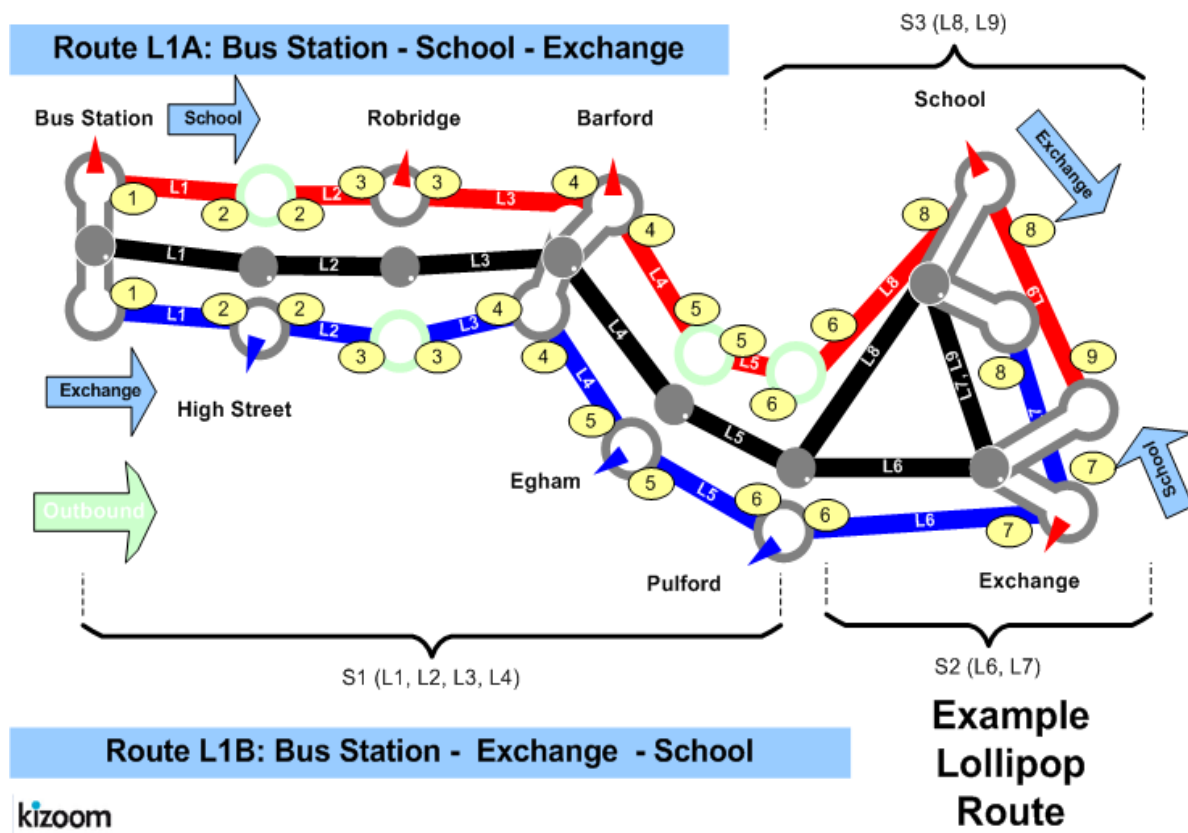 Route L1A: Bus Station - School - Exchange
S3 (L8, L9)
School
Bus Station
School
Robridge
Barford
Exchange
1
L1
2
2
L2
3
3
L3
4
4
L1
L2
L3
L4
1
L1
2
2
L2
3
3
L3
4
4
L4
5
5
L5
6
6
L8
8
8
L9
9
L4
L5
L8
L7, L9
L6
8
7
7
School
Exchange
High Street
Outbound
Egham
5
5
L5
6
6
L6
7
Pulford
Exchange
S1 (L1, L2, L3, L4)
S2 (L6, L7)
Example
Lollipop
Route
Route L1B: Bus Station - Exchange - School
kizoom